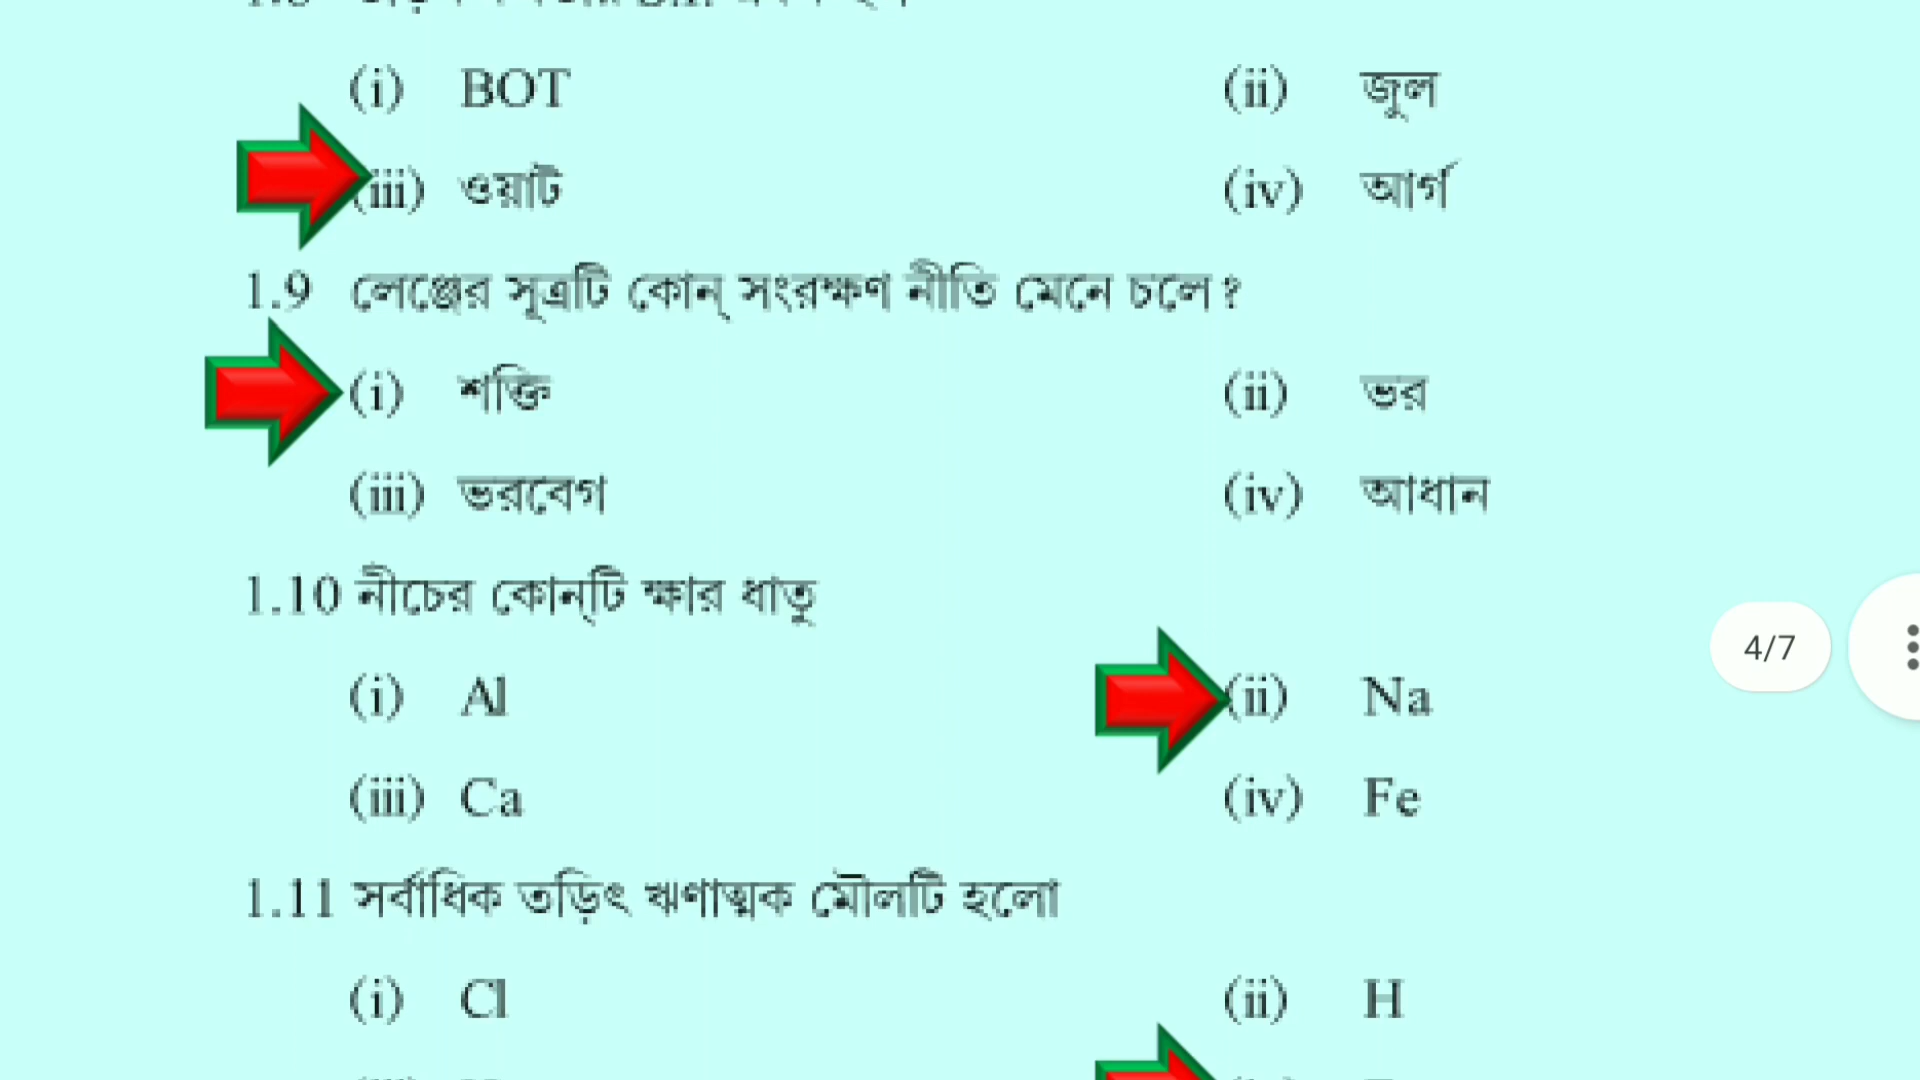 (i) BOT (ii) জুল
(iii) ওয়াট (iv) আর্গ
1.9 লেঞ্জের সূত্রটি কোন্ সংরক্ষণ নীতি মেনে চলে?
(i) শক্তি (ii) ভর
(iii) ভরবেগ (iv) আধান
1.10 নীচের কোন্‌টি ক্ষার ধাতু
(i) Al (ii) Na
(iii) Ca (iv) Fe
4/7
1.11 সর্বাধিক তড়িৎ ঋণাত্মক মৌলটি হলো
(i) Cl (ii) H